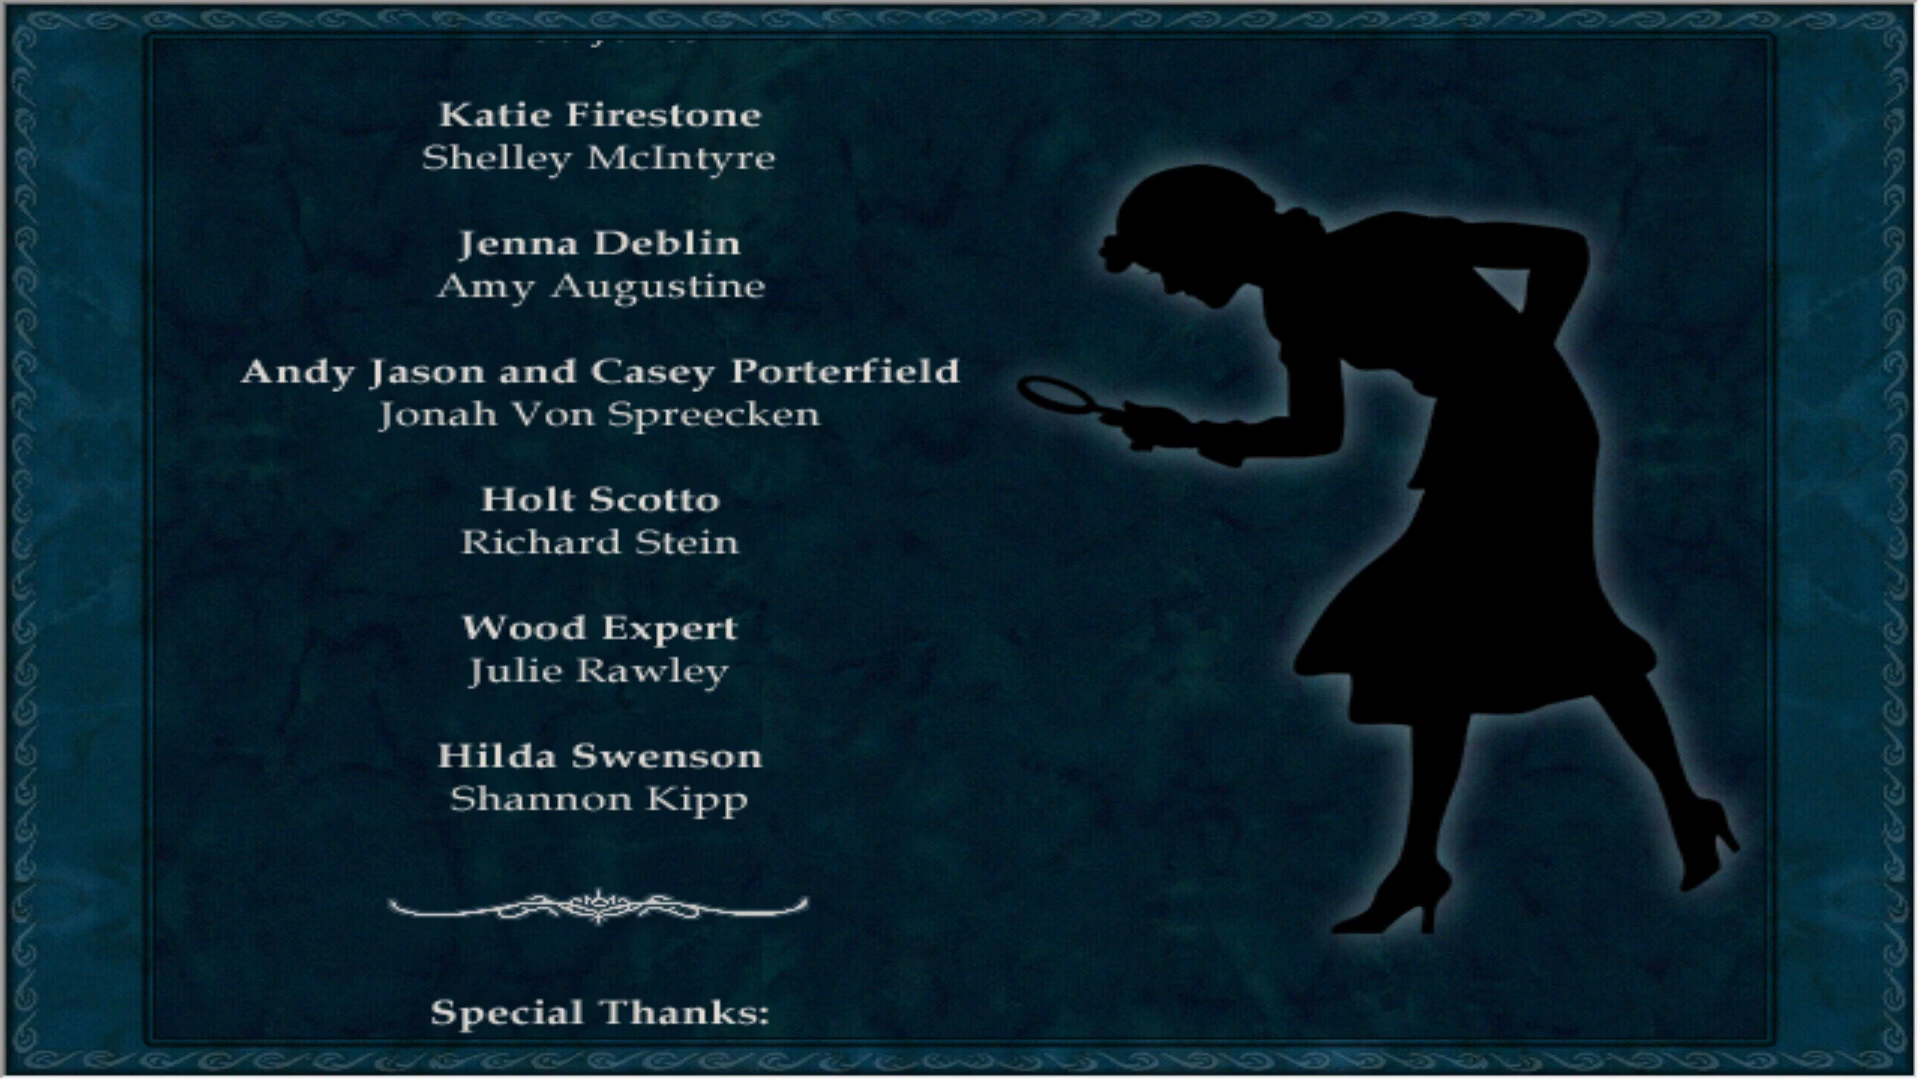 Katie Firestone
Shelley McIntyre
Jenna Deblin
Amy Augustine
Andy Jason and Casey Porterfield
Jonah Von Spreecken
Holt Scotto
Richard Stein
Wood Expert
Julie Rawley
Hilda Swenson
Shannon Kipp
Special Thanks: